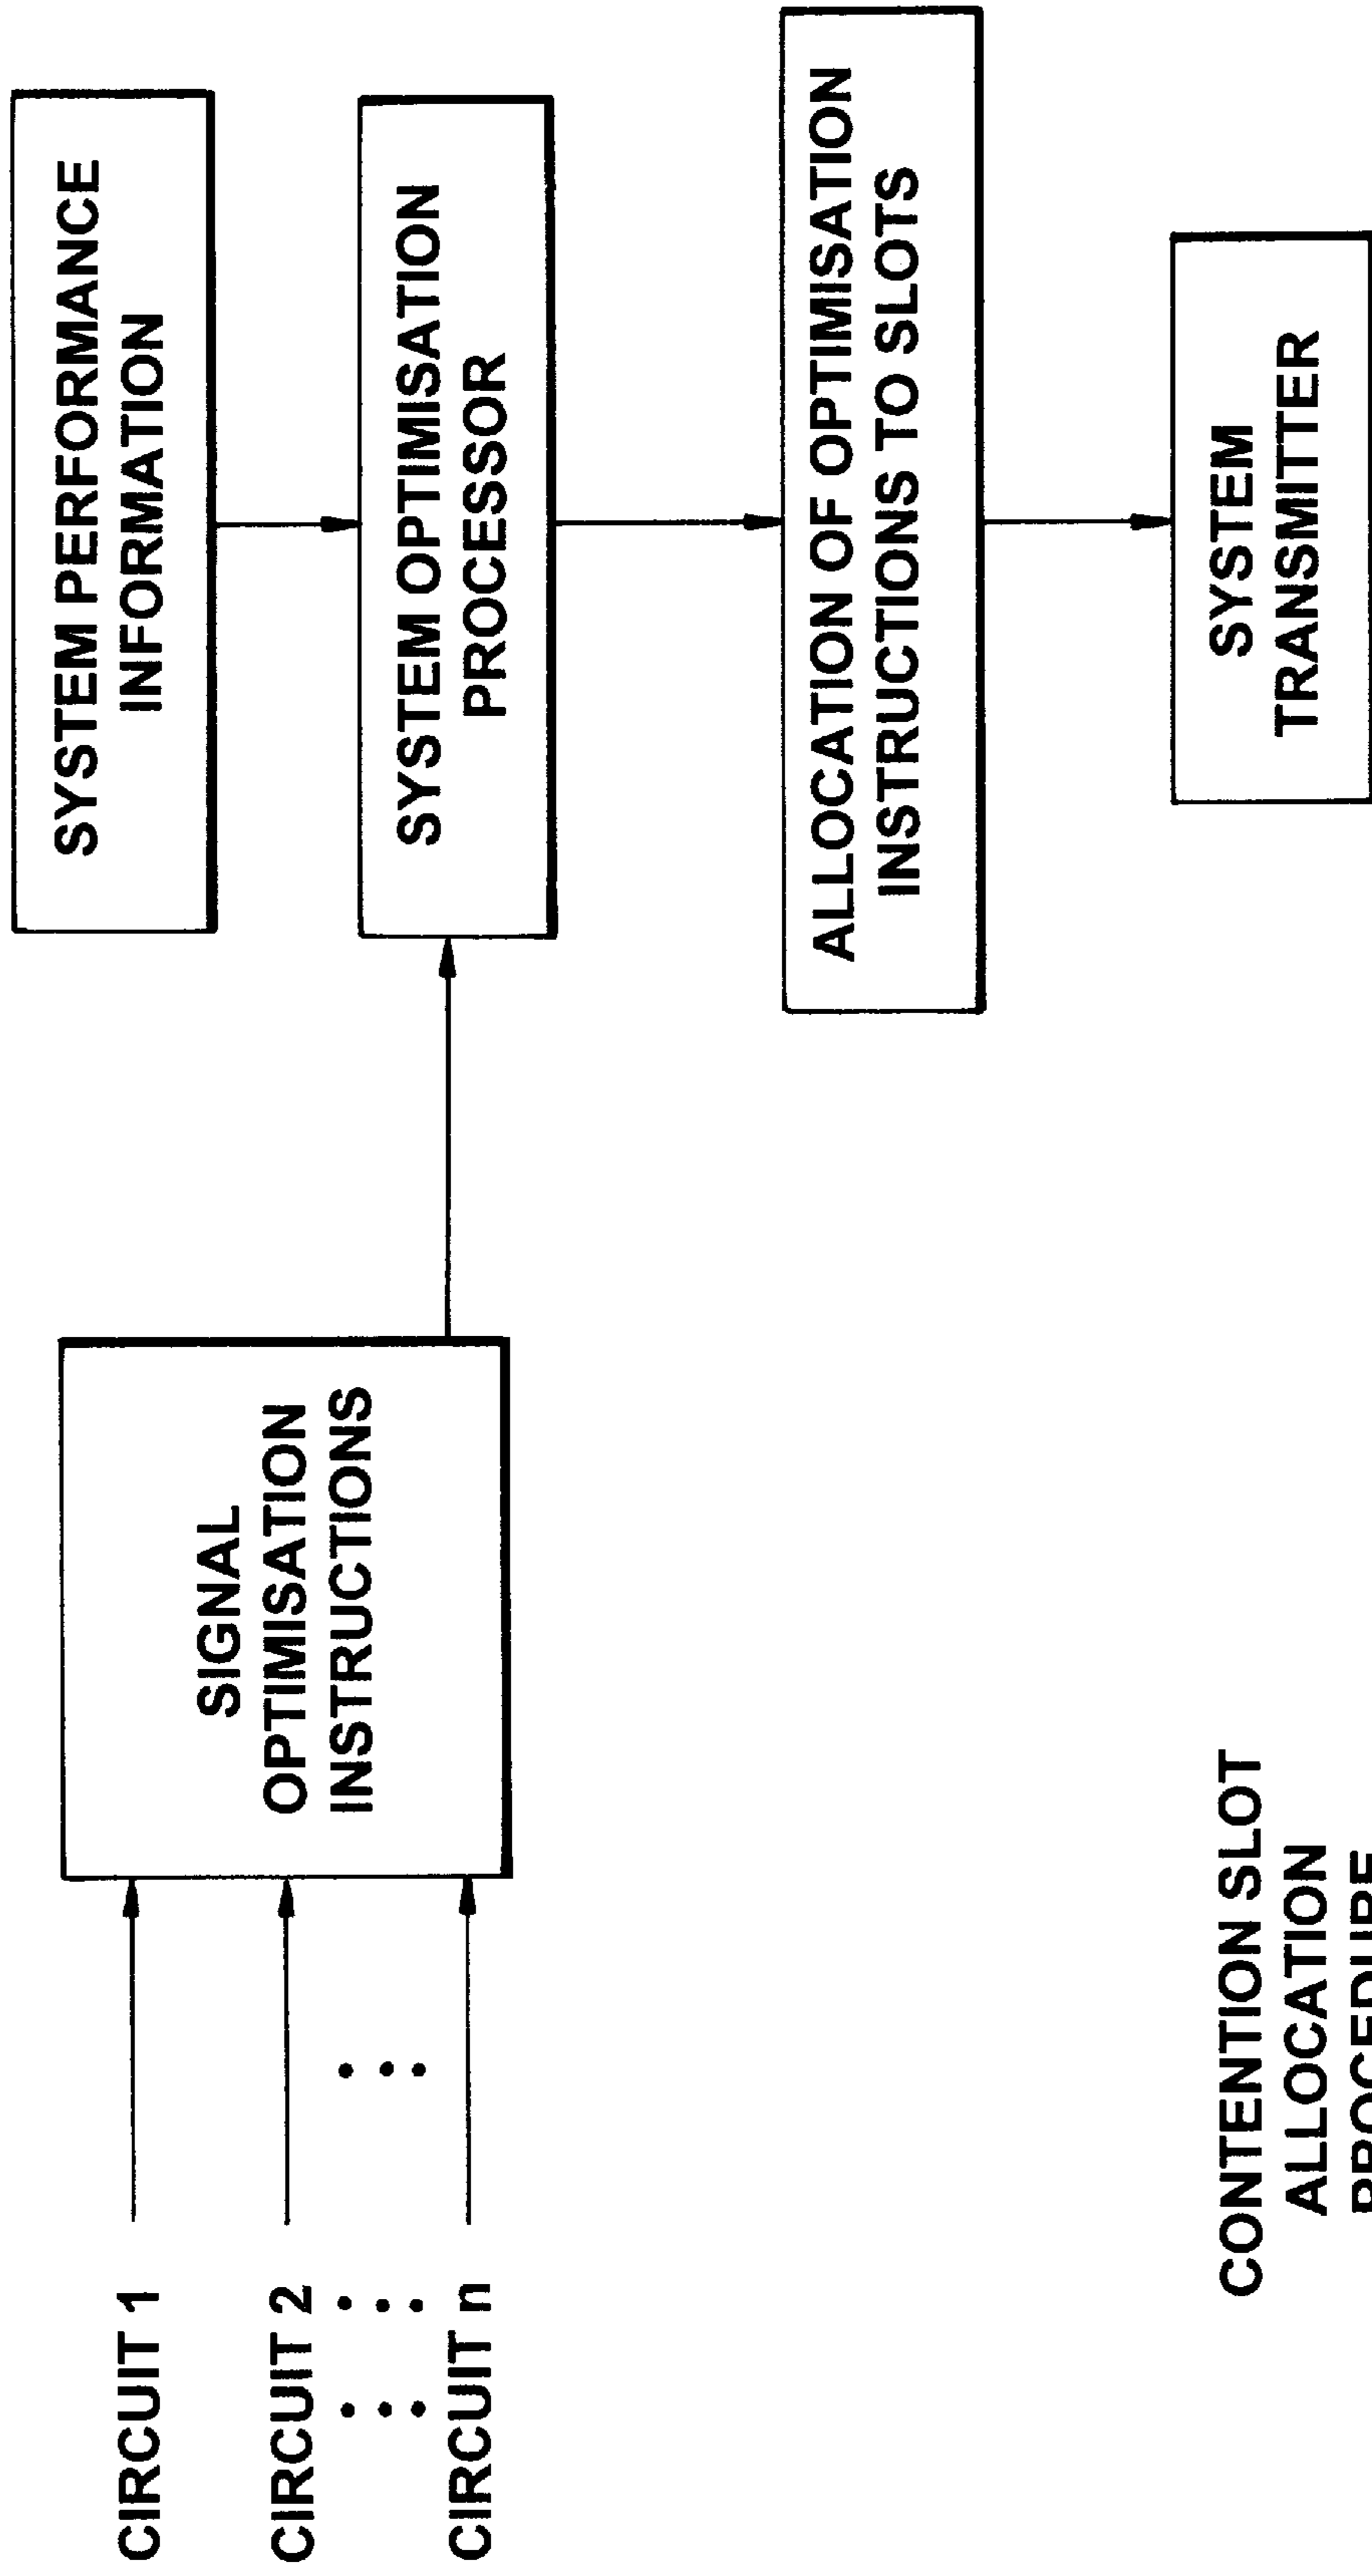 CIRCUIT 1
CIRCUIT 2
CIRCUIT n
SIGNAL
OPTIMISATION
INSTRUCTIONS
SYSTEM PERFORMANCE
INFORMATION
SYSTEM OPTIMISATION
PROCESSOR
ALLOCATION OF OPTIMISATION
INSTRUCTIONS TO SLOTS
SYSTEM
TRANSMITTER
CONTENTION SLOT
ALLOCATION
PROCEDURE